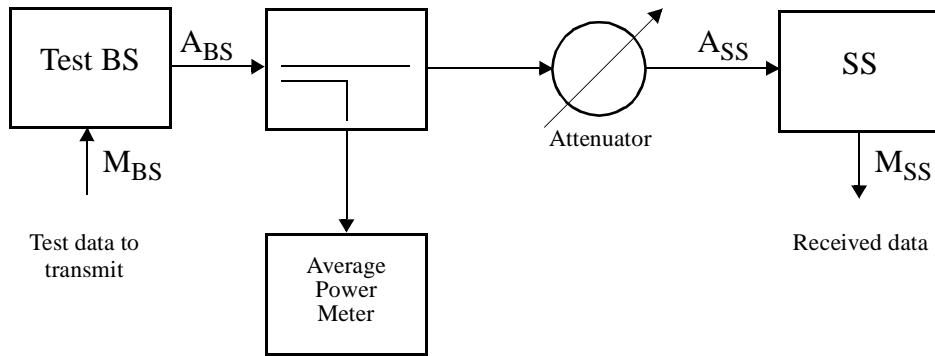 Test BS
A_BS
A_SS
SS
Attenuator
M_BS
M_SS
Test data to
transmit
Received data
Average
Power
Meter